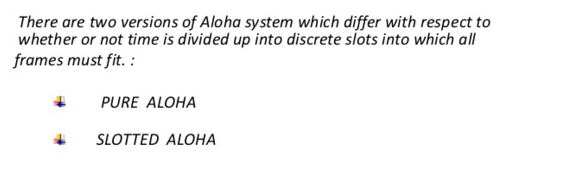 There are two versions of Aloha system which differ with respect to
whether or not time is divided up into discrete slots into which all
frames must fit. :
PURE ALOHA
SLOTTED ALOHA